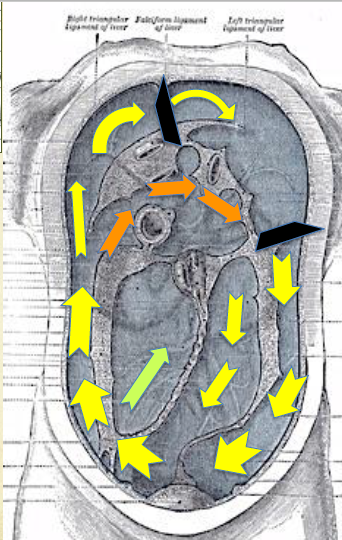 Right triangular
ligament of liver
Falciform ligament
of liver
Left triangular
ligament of liver